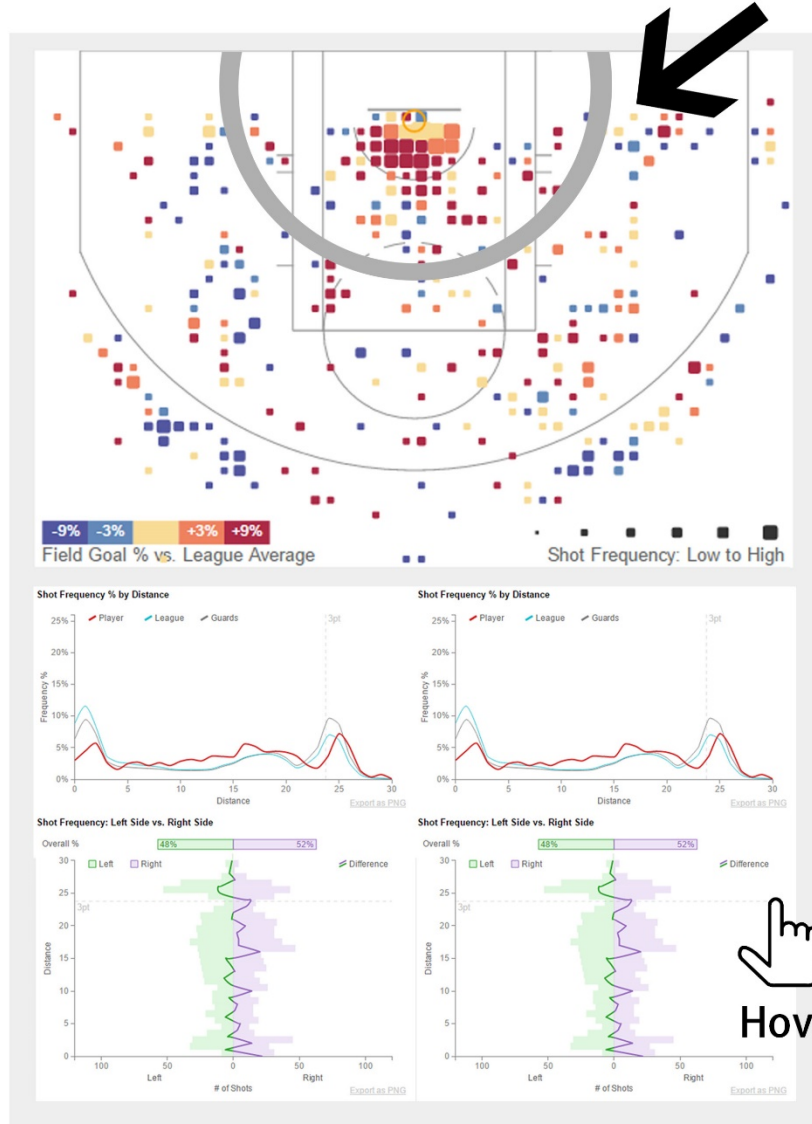 -9% -3% +3% +9%
Field Goal % vs. League Average
Shot Frequency: Low to High
Shot Frequency % by Distance
Shot Frequency % by Distance
25%
Player
League
Guards
3pt
25%
Player
League
Guards
3pt
20%
20%
Frequency %
15%
Frequency %
15%
10%
10%
5%
5%
0%
0%
0 5 10 15 20 25 30
0 5 10 15 20 25 30
Distance
Export as PNG
Distance
Export as PNG
Shot Frequency: Left Side vs. Right Side
Shot Frequency: Left Side vs. Right Side
Overall % 48% 52%
Overall % 48% 52%
30
Left
Right
Difference
30
Left
Right
Difference
25
25
3pt
3pt
20
20
Distance
15
Distance
15
10
10
5
5
0
0
Hov
100 50 0 50 100
100 50 0 50 100
Left
Right
Left
Right
# of Shots
Export as PNG
# of Shots
Export as PNG